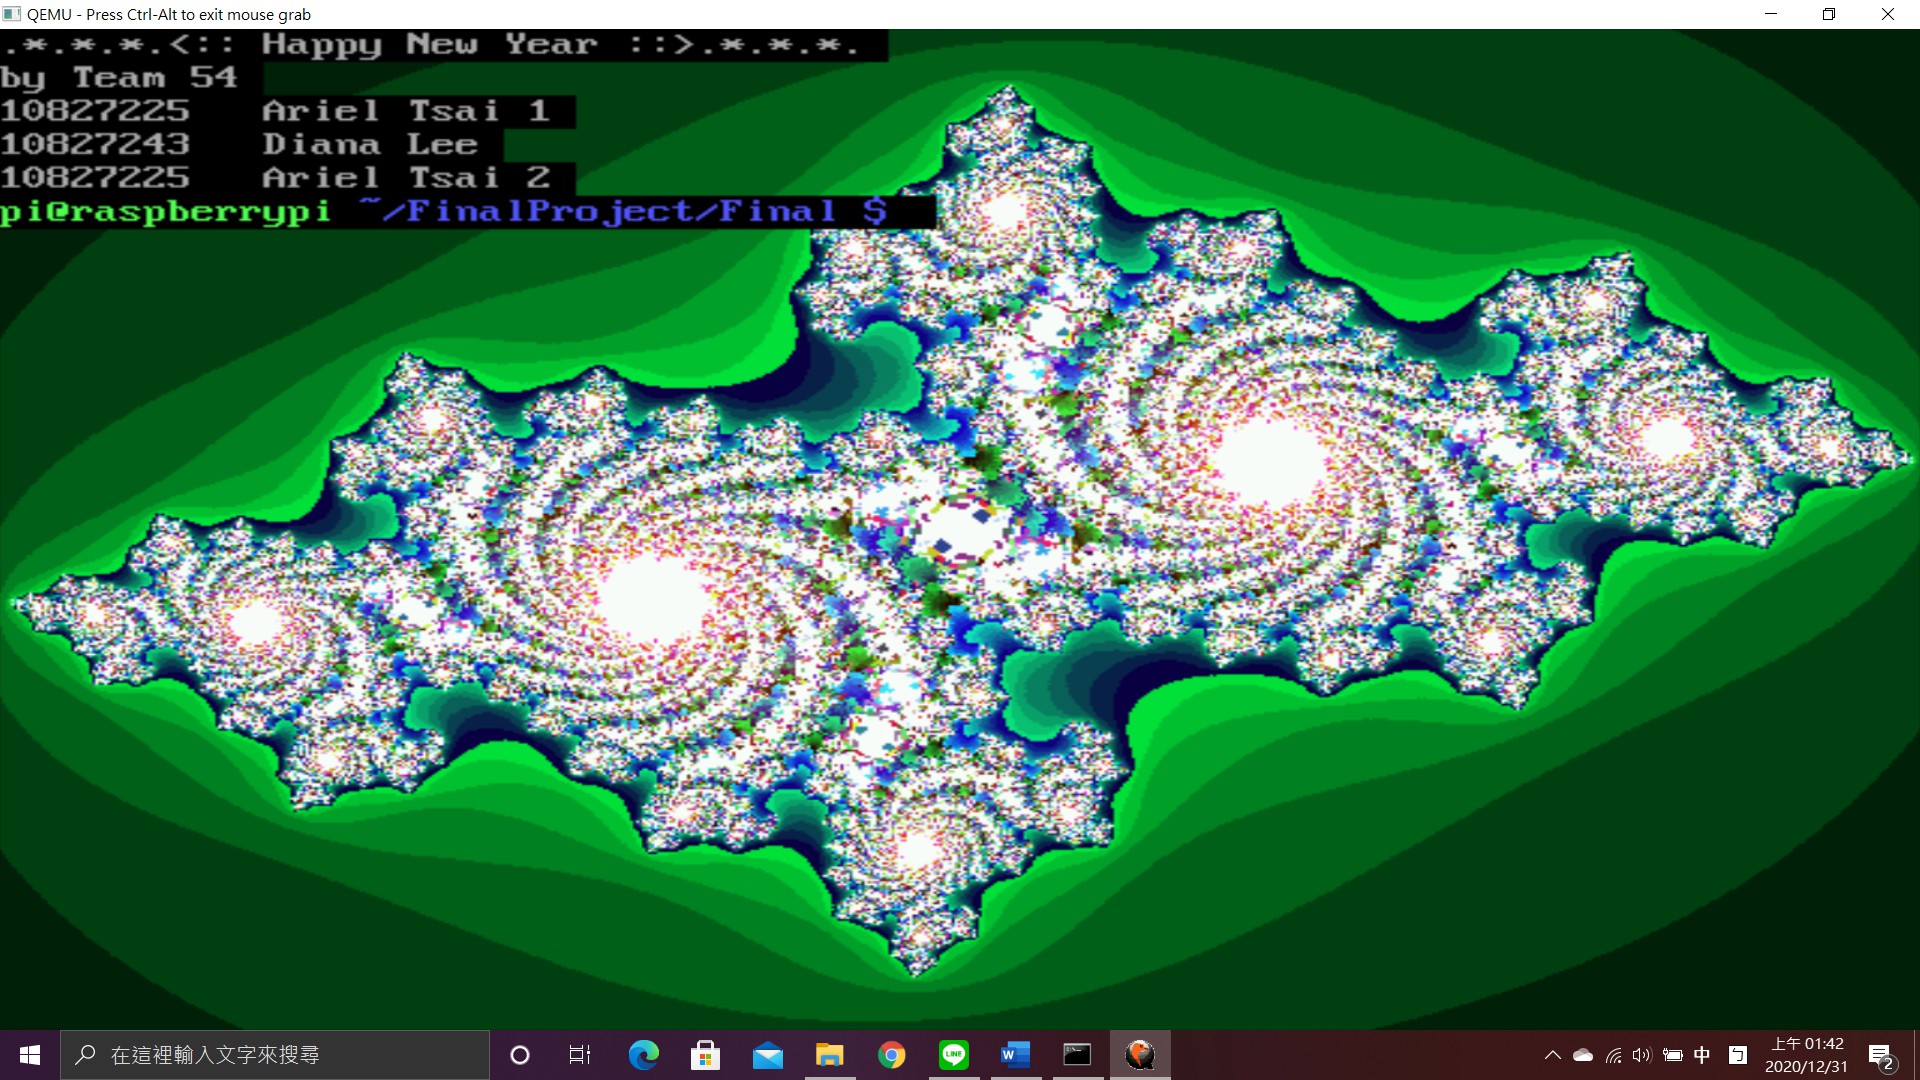 QEMU - Press Ctrl-Alt to exit mouse grab
.*.*.*.<:: Happy New Year ::>.*.*.*.
by Team 54
10827225   Ariel Tsai 1
10827243   Diana Lee
10827225   Ariel Tsai 2
pi@raspberrypi ~/FinalProject/Final $
在這裡輸入文字來搜尋
LINE
W
中
上午 01:42
2020/12/31
2